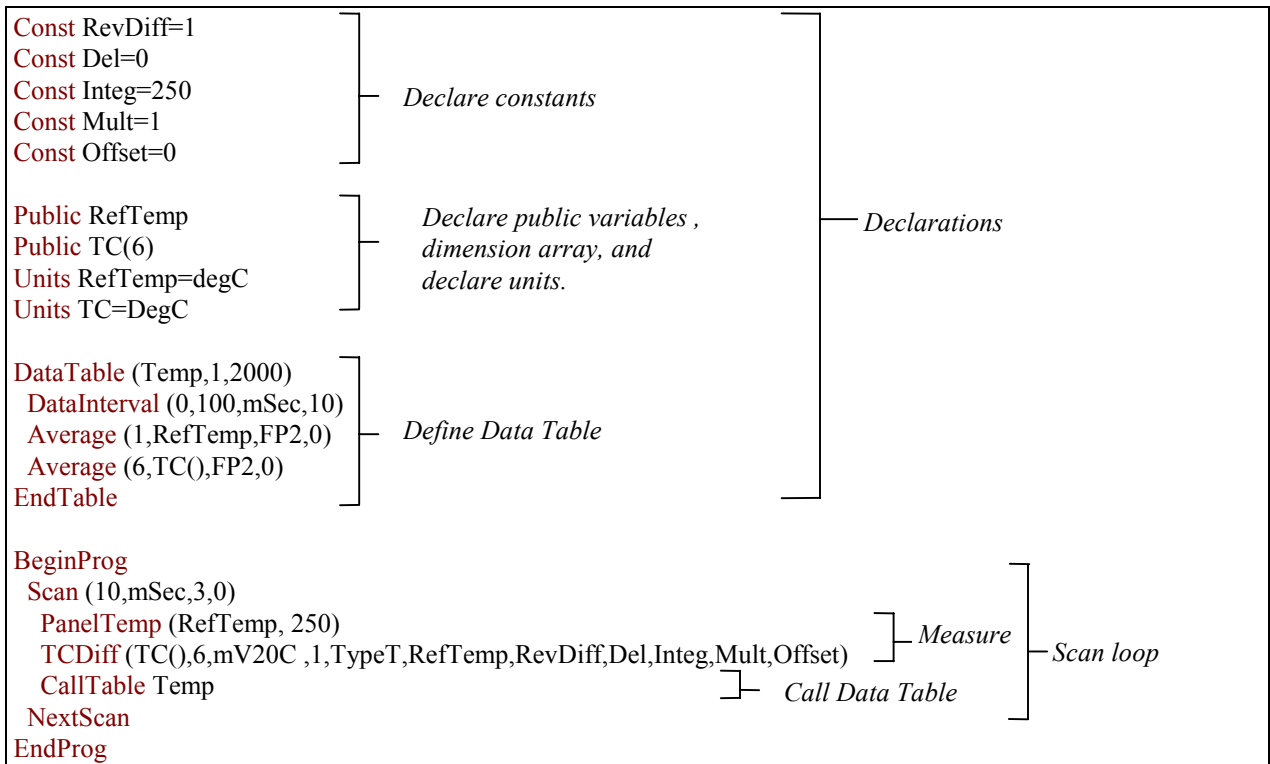 Const RevDiff=1
Const Del=0
Const Integ=250
Const Mult=1
Const Offset=0
Declare constants
Public RefTemp
Public TC(6)
Units RefTemp=degC
Units TC=DegC
Declare public variables ,
dimension array, and
declare units.
Declarations
DataTable (Temp,1,2000)
DataInterval (0,100,mSec,10)
Average (1,RefTemp,FP2,0)
Average (6,TC(),FP2,0)
EndTable
Define Data Table
BeginProg
Scan (10,mSec,3,0)
PanelTemp (RefTemp, 250)
TCDiff (TC(),6,mV20C ,1,TypeT,RefTemp,RevDiff,Del,Integ,Mult,Offset)
Measure
Scan loop
CallTable Temp
Call Data Table
NextScan
EndProg